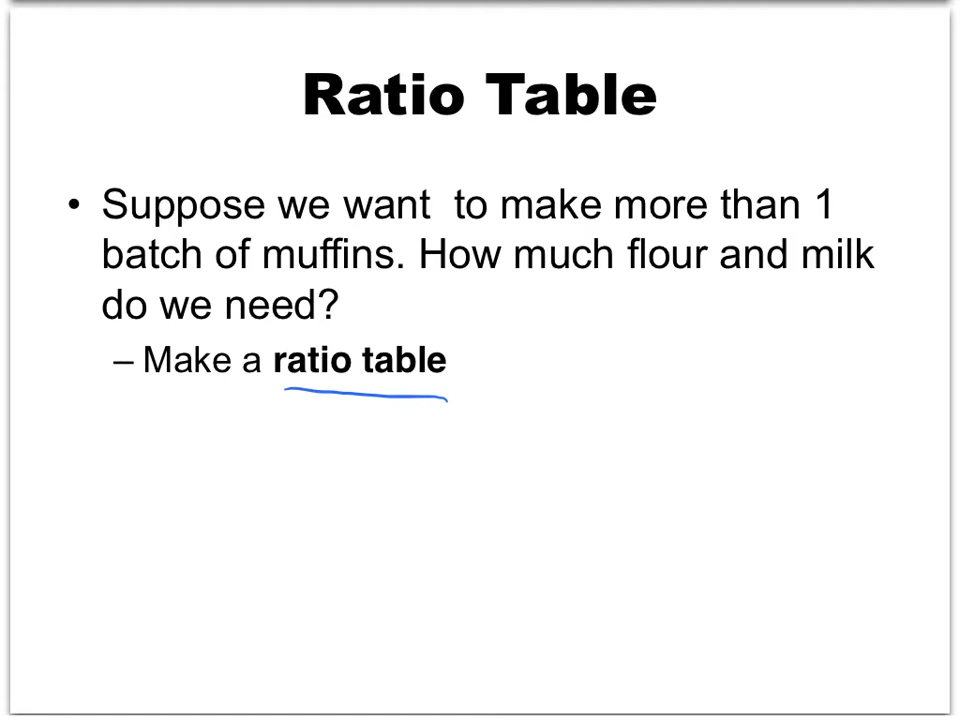 Ratio Table
• Suppose we want  to make more than 1
batch of muffins. How much flour and milk
do we need?
– Make a ratio table